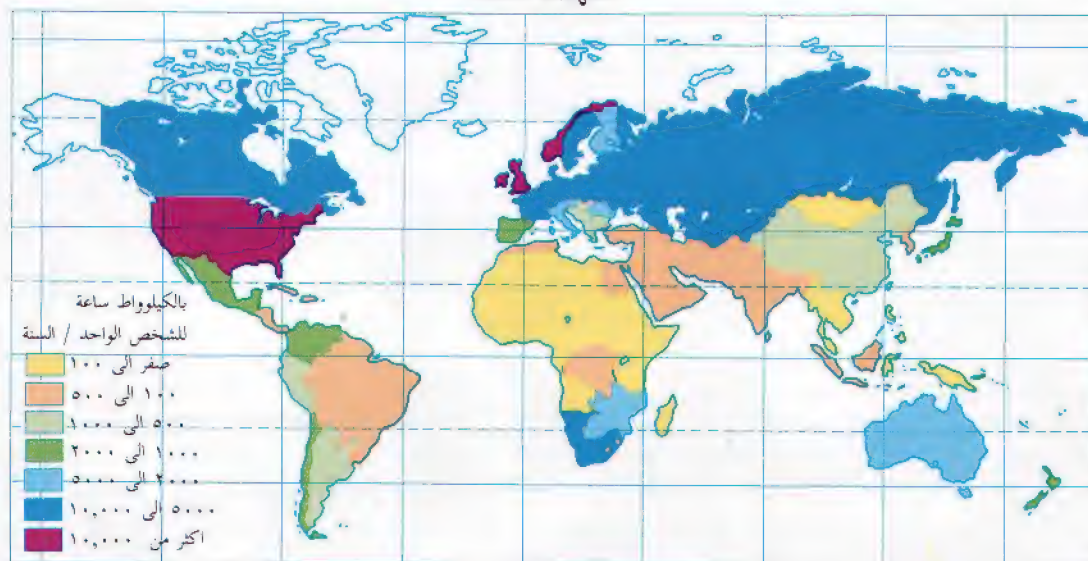 بالكيلوواط ساعة
للشخص الواحد / السنة
صفر الى ١٠٠
١٠٠ الى ٥٠٠
٥٠٠ الى ١٠٠٠
١٠٠٠ الى ٢٠٠٠
٢٠٠٠ الى ٥٠٠٠
٥٠٠٠ الى ١٠,٠٠٠
اكثر من ١٠,٠٠٠